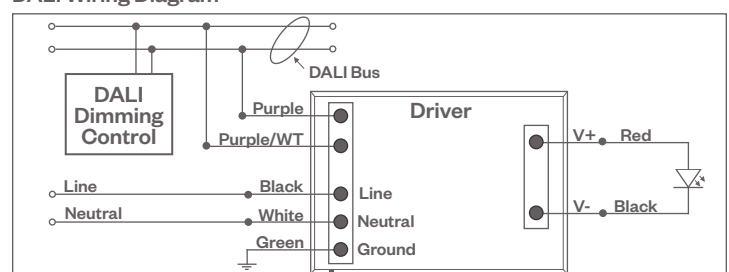 DALI Wiring Diagram
DALI Bus
DALI
Dimming
Control
Purple
Driver
Purple/WT
V+
Red
Line
Black
Line
Neutral
White
Neutral
V-
Black
Green
Ground